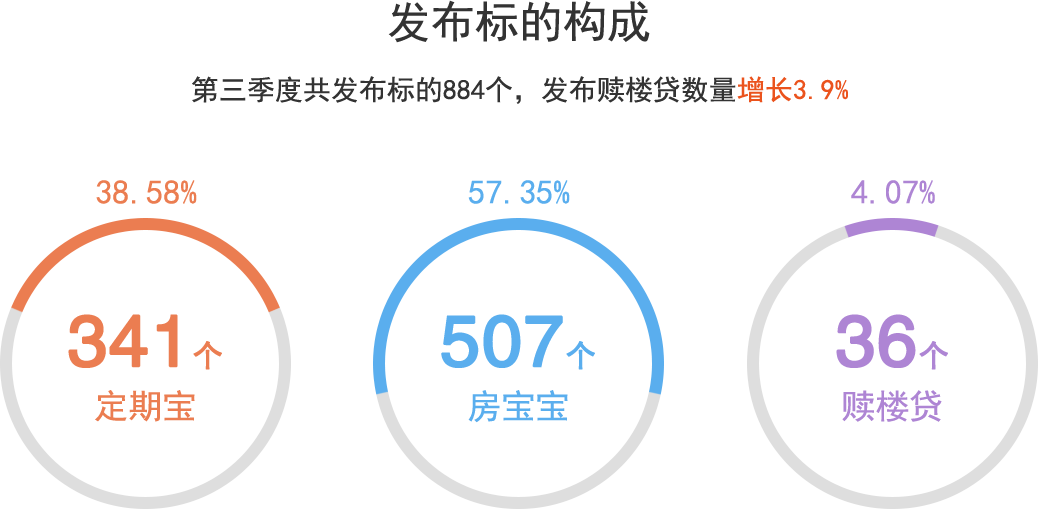 发布标的构成
第三季度共发布标的884个，发布赎楼贷数量增长3.9%
38.58%
341个
定期宝
57.35%
507个
房宝宝
4.07%
36个
赎楼贷